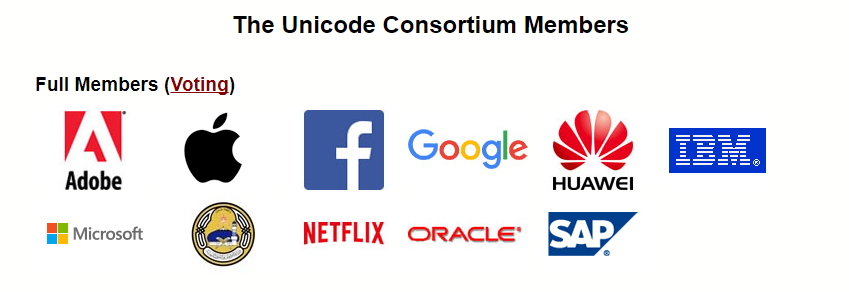 The Unicode Consortium Members
Full Members (Voting)
Adobe
f
Google
HUAWEI
IBM®
Microsoft
NETFLIX
ORACLE®
SAP®